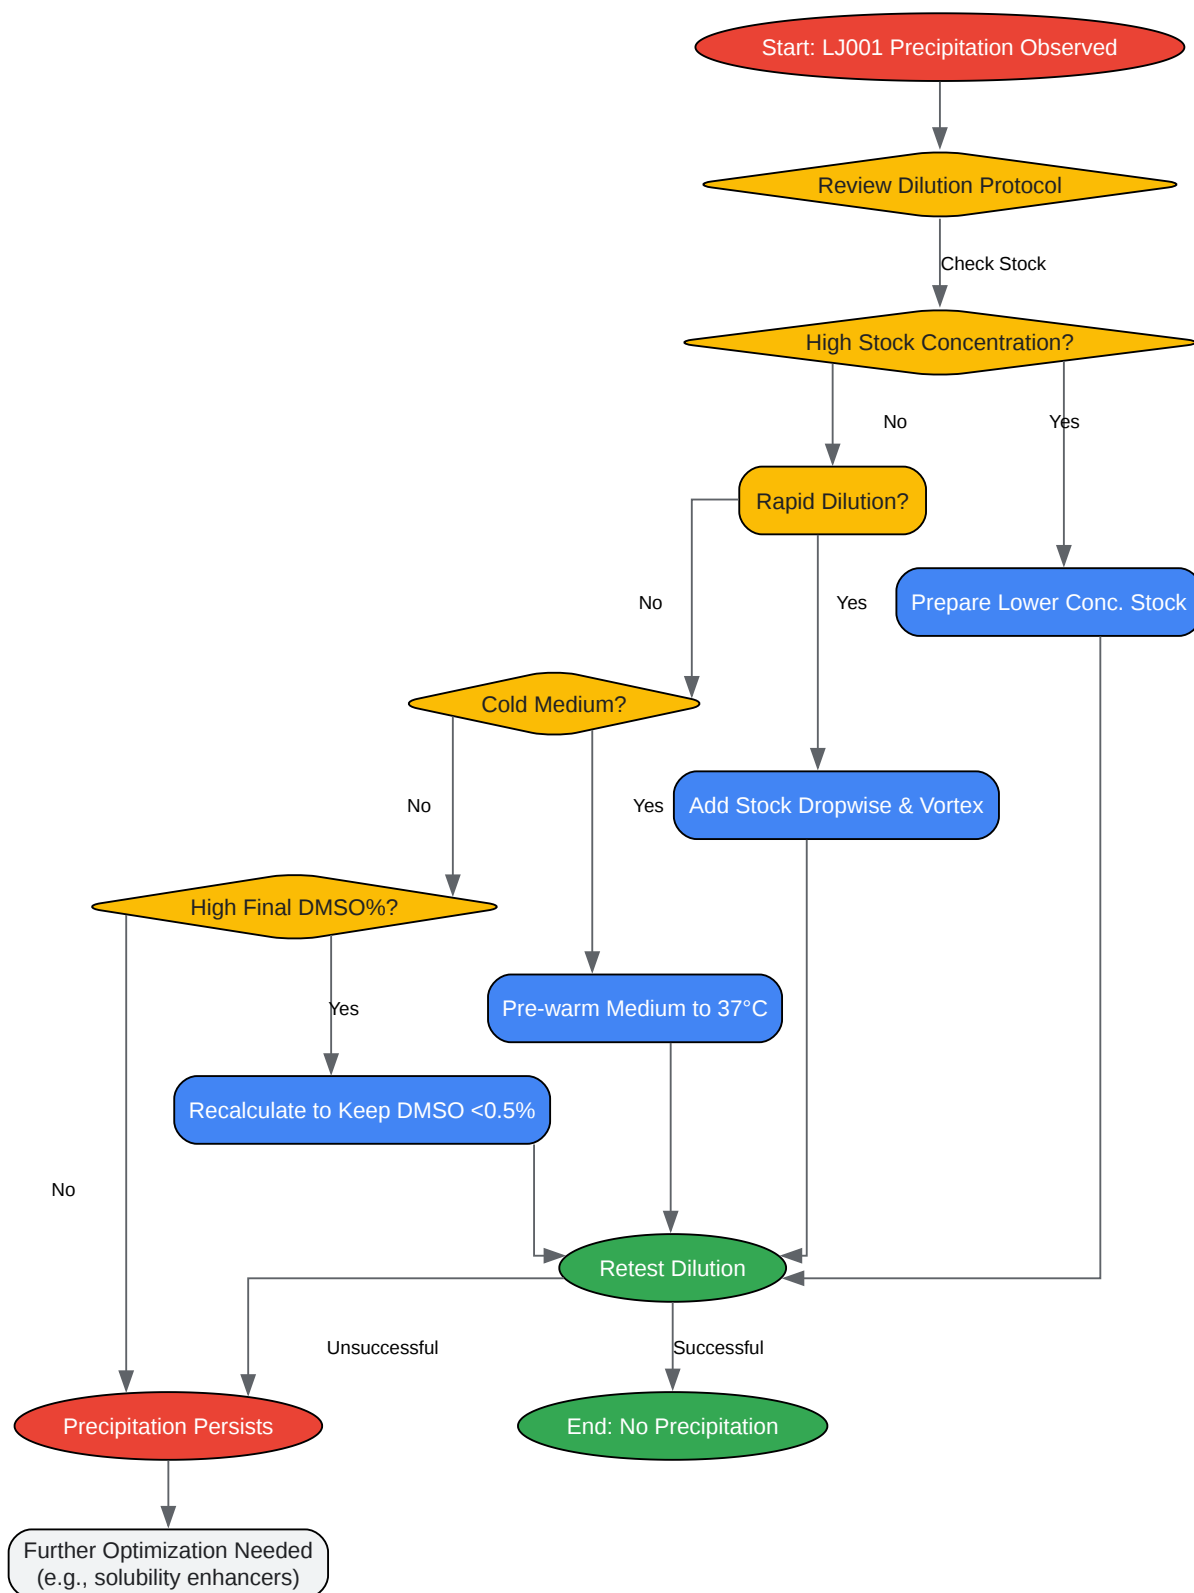 Start: LJ001 Precipitation Observed
Review Dilution Protocol
Check Stock
High Stock Concentration?
No
Yes
Rapid Dilution?
No
Yes
Prepare Lower Conc. Stock
Cold Medium?
No
Yes
Add Stock Dropwise & Vortex
High Final DMSO%?
Yes
Pre-warm Medium to 37°C
Recalculate to Keep DMSO <0.5%
No
Retest Dilution
Unsuccessful
Successful
Precipitation Persists
End: No Precipitation
Further Optimization Needed
(e.g., solubility enhancers)